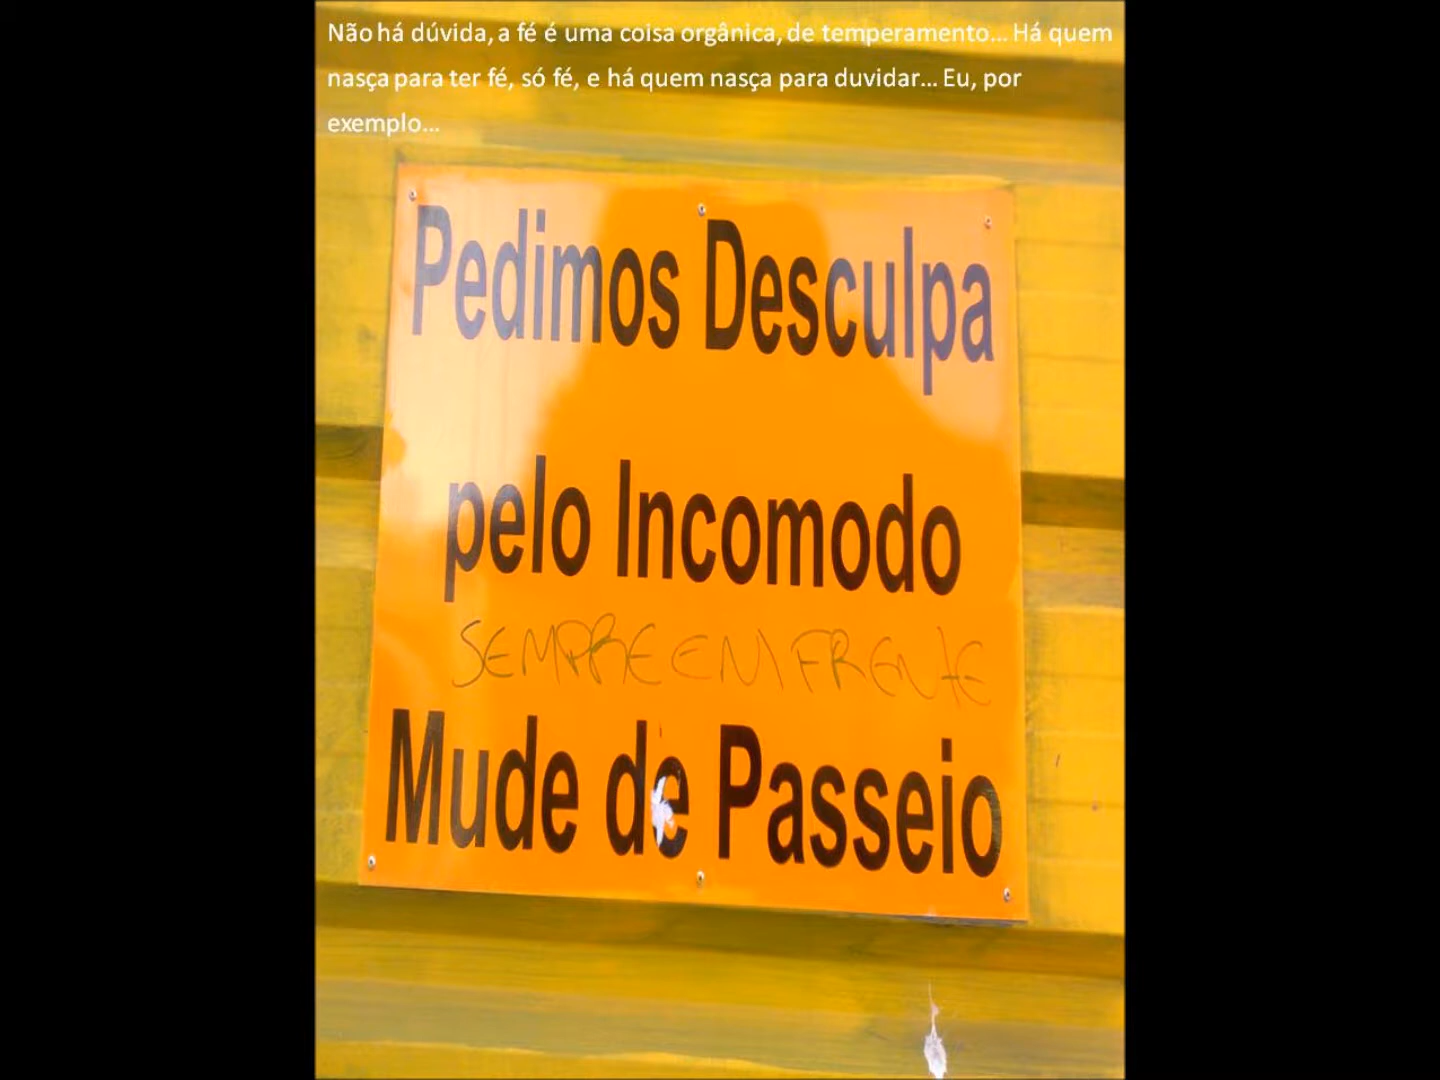 Não há dúvida, a fé é uma coisa orgânica, de temperamento... Há quem
nasça para ter fé, só fé, e há quem nasça para duvidar... Eu, por
exemplo...
Pedimos Desculpa
pelo Incomodo
SEMPRE EM FRENTE
Mude de Passeio